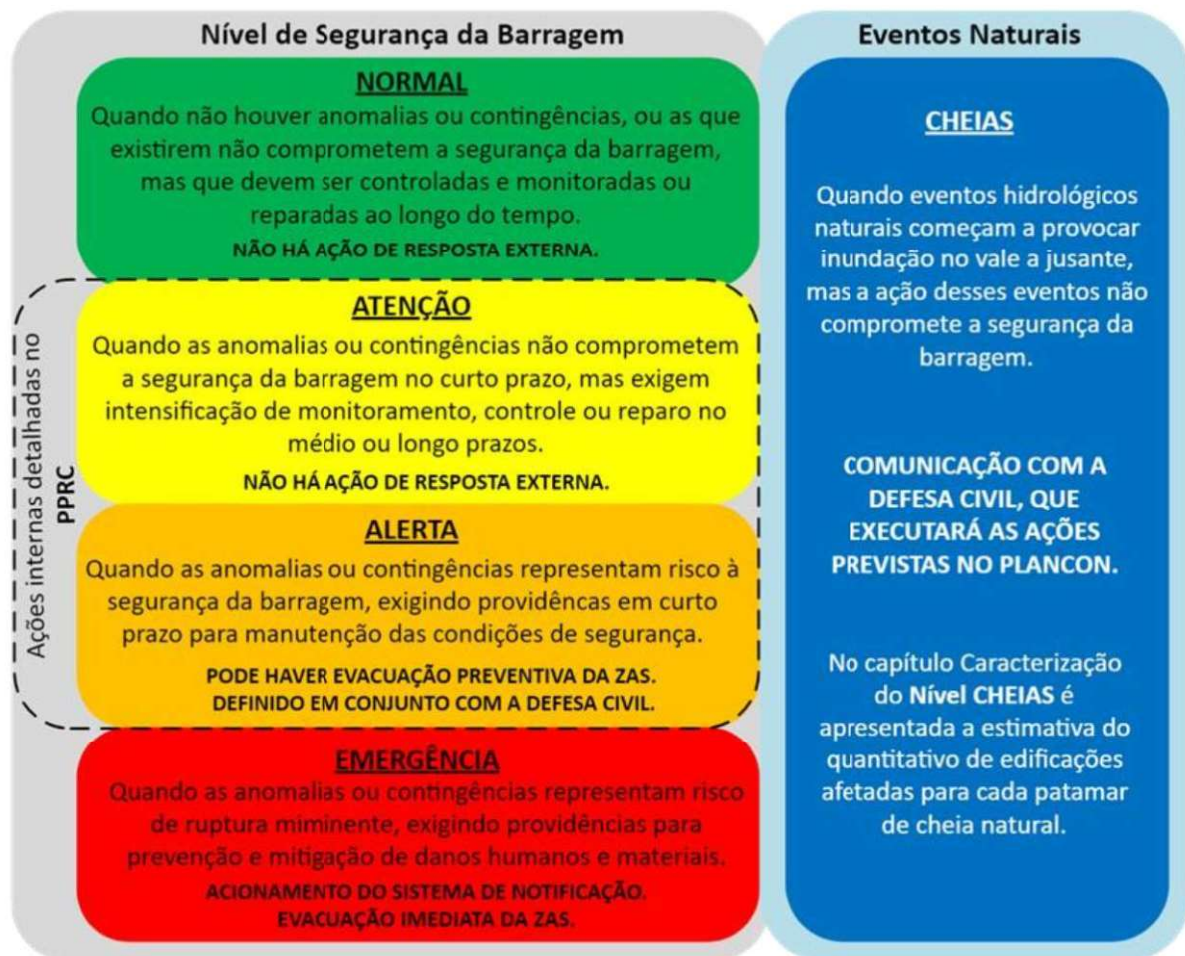 Nível de Segurança da Barragem
NORMAL
Quando não houver anomalias ou contingências, ou as que
existirem não comprometem a segurança da barragem,
mas que devem ser controladas e monitoradas ou
reparadas ao longo do tempo.
NÃO HÁ AÇÃO DE RESPOSTA EXTERNA.
Ações internas detalhadas no
PPRC
ATENÇÃO
Quando as anomalias ou contingências não comprometem
a segurança da barragem no curto prazo, mas exigem
intensificação de monitoramento, controle ou reparo no
médio ou longo prazos.
NÃO HÁ AÇÃO DE RESPOSTA EXTERNA.
ALERTA
Quando as anomalias ou contingências representam risco à
segurança da barragem, exigindo providêncas em curto
prazo para manutenção das condições de segurança.
PODE HAVER EVACUAÇÃO PREVENTIVA DA ZAS.
DEFINIDO EM CONJUNTO COM A DEFESA CIVIL.
EMERGÊNCIA
Quando as anomalias ou contingências representam risco
de ruptura miminente, exigindo providências para
prevenção e mitigação de danos humanos e materiais.
ACIONAMENTO DO SISTEMA DE NOTIFICAÇÃO.
EVACUAÇÃO IMEDIATA DA ZAS.
Eventos Naturais
CHEIAS
Quando eventos hidrológicos
naturais começam a provocar
inundação no vale a jusante,
mas a ação desses eventos não
compromete a segurança da
barragem.
COMUNICAÇÃO COM A
DEFESA CIVIL, QUE
EXECUTARÁ AS AÇÕES
PREVISTAS NO PLANCON.
No capítulo Caracterização
do Nível CHEIAS é
apresentada a estimativa do
quantitativo de edificações
afetadas para cada patamar
de cheia natural.